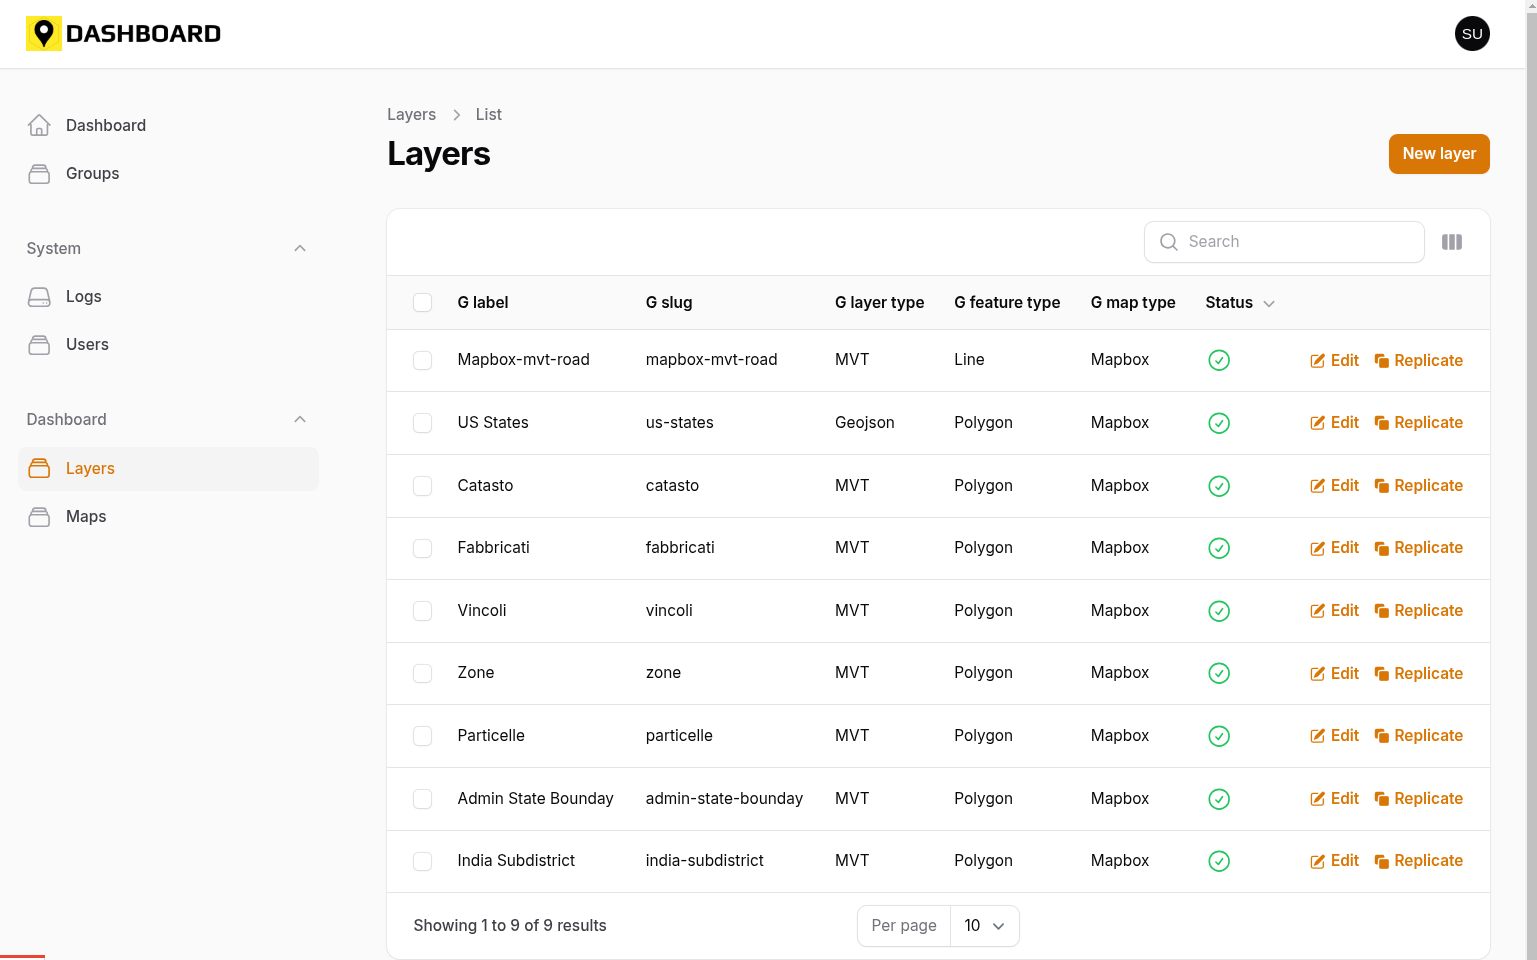 DASHBOARD
SU
Dashboard
Groups
System
Logs
Users
Dashboard
Layers
Maps
Layers > List
Layers
New layer
Search
G label G slug G layer type G feature type G map type Status
Mapbox-mvt-road mapbox-mvt-road MVT Line Mapbox Edit Replicate
US States us-states Geojson Polygon Mapbox Edit Replicate
Catasto catasto MVT Polygon Mapbox Edit Replicate
Fabbricati fabbricati MVT Polygon Mapbox Edit Replicate
Vincoli vincoli MVT Polygon Mapbox Edit Replicate
Zone zone MVT Polygon Mapbox Edit Replicate
Particelle particelle MVT Polygon Mapbox Edit Replicate
Admin State Bounday admin-state-bounday MVT Polygon Mapbox Edit Replicate
India Subdistrict india-subdistrict MVT Polygon Mapbox Edit Replicate
Showing 1 to 9 of 9 results Per page 10